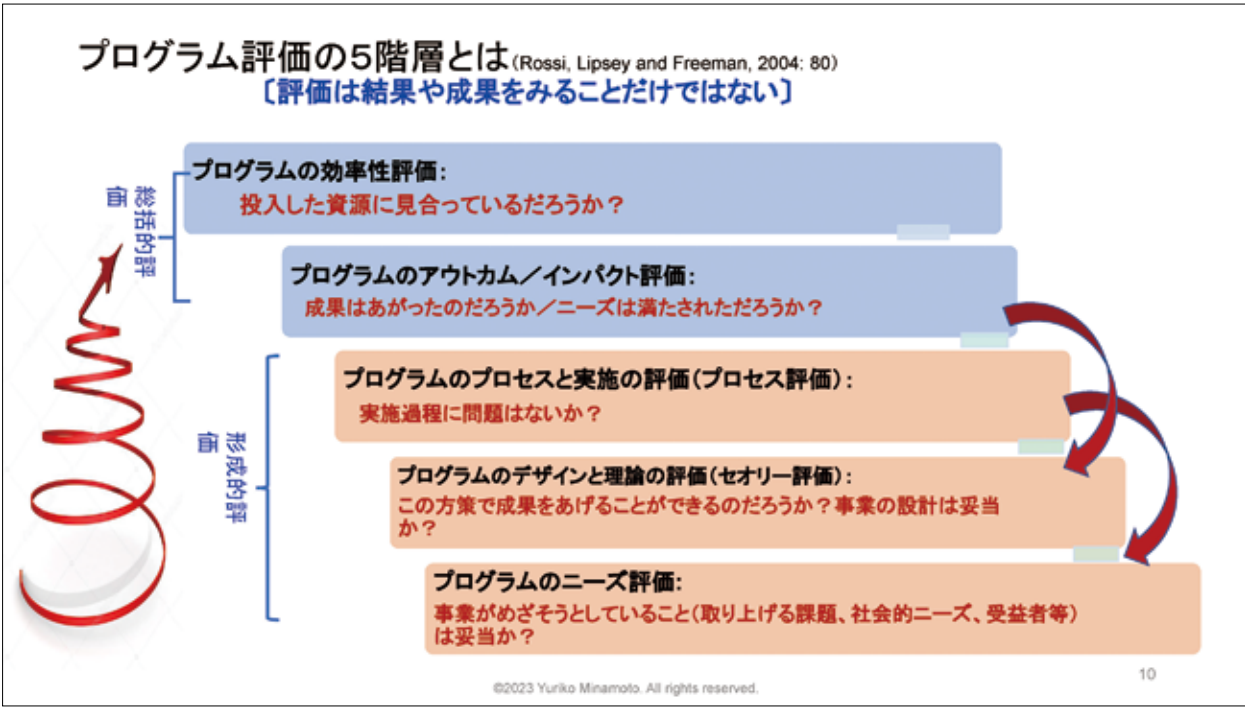 プログラム評価の5階層とは(Rossi, Lipsey and Freeman, 2004: 80)
〔評価は結果や成果をみることだけではない〕
総括的評
価
プログラムの効率性評価:
投入した資源に見合っているだろうか?
プログラムのアウトカム/インパクト評価:
成果はあがったのだろうか/ニーズは満たされただろうか?
形成的評
価
プログラムのプロセスと実施の評価(プロセス評価):
実施過程に問題はないか?
プログラムのデザインと理論の評価(セオリー評価):
この方策で成果をあげることができるのだろうか?事業の設計は妥当
か?
プログラムのニーズ評価:
事業がめざそうとしていること(取り上げる課題、社会的ニーズ、受益者等)
は妥当か?
©2023 Yuriko Minamoto. All rights reserved.
10